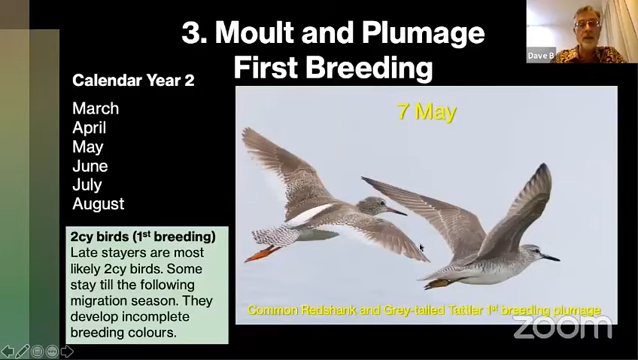 3. Moult and Plumage
First Breeding
Dave B
Calendar Year 2
March
April
May
June
July
August
2cy birds (1st breeding)
Late stayers are most
likely 2cy birds. Some
stay till the following
migration season. They
develop incomplete
breeding colours.
7 May
Common Redshank and Grey-tailed Tattler 1st breeding plumage
zoom